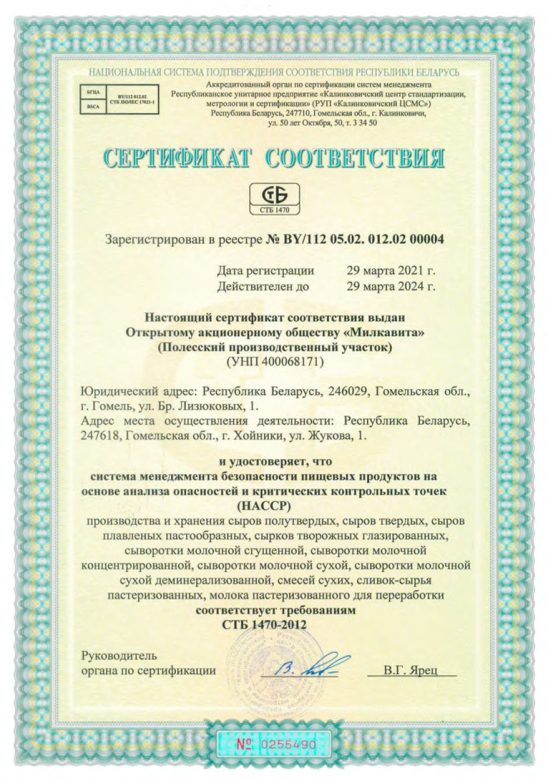 НАЦИОНАЛЬНАЯ СИСТЕМА ПОДТВЕРЖДЕНИЯ СООТВЕТСТВИЯ РЕСПУБЛИКИ БЕЛАРУСЬ
БГЦА
BSCA
BY/112 012.02
СТБ ISO/IEC 17021-1
Аккредитованный орган по сертификации систем менеджмента
Республиканское унитарное предприятие «Калинковичский центр стандартизации,
метрологии и сертификации» (РУП «Калинковичский ЦСМС»)
Республика Беларусь, 247710, Гомельская обл., г. Калинковичи,
ул. 50 лет Октября, 50, т. 3 34 50
СЕРТИФИКАТ СООТВЕТСТВИЯ
СТБ
СТБ 1470
Зарегистрирован в реестре № BY/112 05.02. 012.02 00004
Дата регистрации 29 марта 2021 г.
Действителен до 29 марта 2024 г.
Настоящий сертификат соответствия выдан
Открытому акционерному обществу «Милкавита»
(Полесский производственный участок)
(УНП 400068171)
Юридический адрес: Республика Беларусь, 246029, Гомельская обл.,
г. Гомель, ул. Бр. Лизюковых, 1.
Адрес места осуществления деятельности: Республика Беларусь,
247618, Гомельская обл., г. Хойники, ул. Жукова, 1.
и удостоверяет, что
система менеджмента безопасности пищевых продуктов на
основе анализа опасностей и критических контрольных точек
(НАССР)
производства и хранения сыров полутвердых, сыров твердых, сыров
плавленых пастообразных, сырков творожных глазированных,
сыворотки молочной сгущенной, сыворотки молочной
концентрированной, сыворотки молочной сухой, сыворотки молочной
сухой деминерализованной, смесей сухих, сливок-сырья
пастеризованных, молока пастеризованного для переработки
соответствует требованиям
СТБ 1470-2012
Руководитель
органа по сертификации В.Г. Ярец
№ 0255490